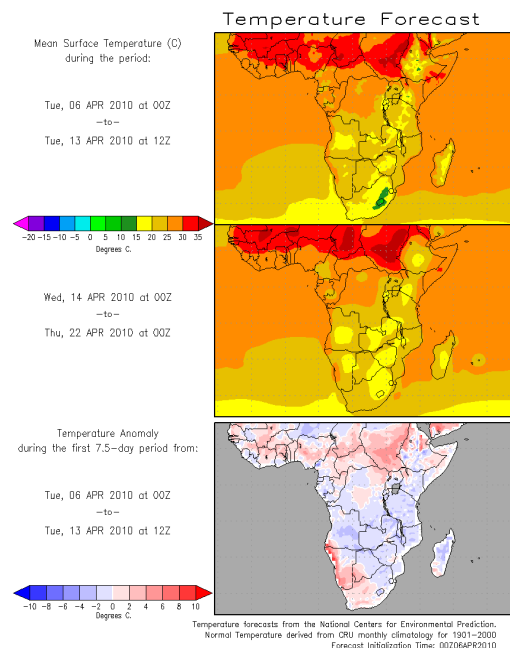 Temperature Forecast
Mean Surface Temperature (C)
during the period:
Tue, 06 APR 2010 at 00Z
-to-
Tue, 13 APR 2010 at 12Z
-20 -15 -10 -5 0 5 10 15 20 25 30 35
Degrees C.
Wed, 14 APR 2010 at 00Z
-to-
Thu, 22 APR 2010 at 00Z
Temperature Anomaly
during the first 7.5-day period from:
Tue, 06 APR 2010 at 00Z
-to-
Tue, 13 APR 2010 at 12Z
-10 -8 -6 -4 -2 0 2 4 6 8 10
Degrees C.
Temperature forecasts from the National Centers for Environmental Prediction.
Normal Temperature derived from CRU monthly climatology for 1901-2000
Forecast Initialization Time: 00Z06APR2010